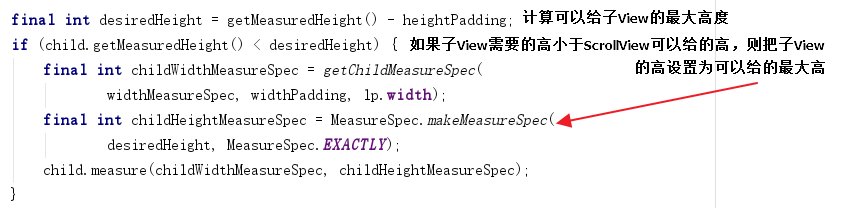 final int desiredHeight = getMeasuredHeight() - heightPadding; 计算可以给子View的最大高度
if (child.getMeasuredHeight() < desiredHeight) { 如果子View需要的高小于ScrollView可以给的高，则把子View
的高设置为可以给的最大高
final int childWidthMeasureSpec = getChildMeasureSpec(
widthMeasureSpec, widthPadding, lp.width);
final int childHeightMeasureSpec = MeasureSpec.makeMeasureSpec(
desiredHeight, MeasureSpec.EXACTLY);
child.measure(childWidthMeasureSpec, childHeightMeasureSpec);
}